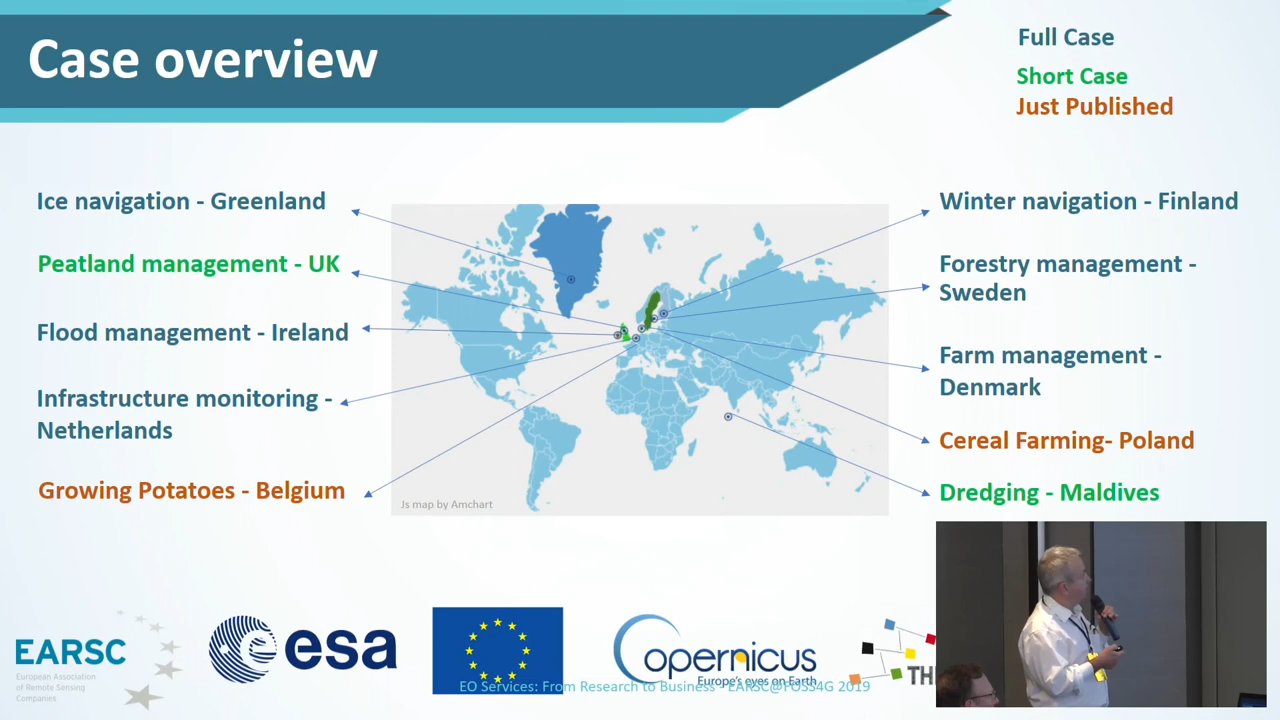 Case overview
Full Case
Short Case
Just Published
Ice navigation - Greenland
Peatland management - UK
Flood management - Ireland
Infrastructure monitoring -
Netherlands
Growing Potatoes - Belgium
Winter navigation - Finland
Forestry management -
Sweden
Farm management -
Denmark
Cereal Farming- Poland
Dredging - Maldives
Js map by Amchart
EARSC
European Association
of Remote Sensing
Companies
esa
opernicus
Europe's eyes on Earth
TH
EO Services: From Research to Business - EARSC@FOSS4G 2019